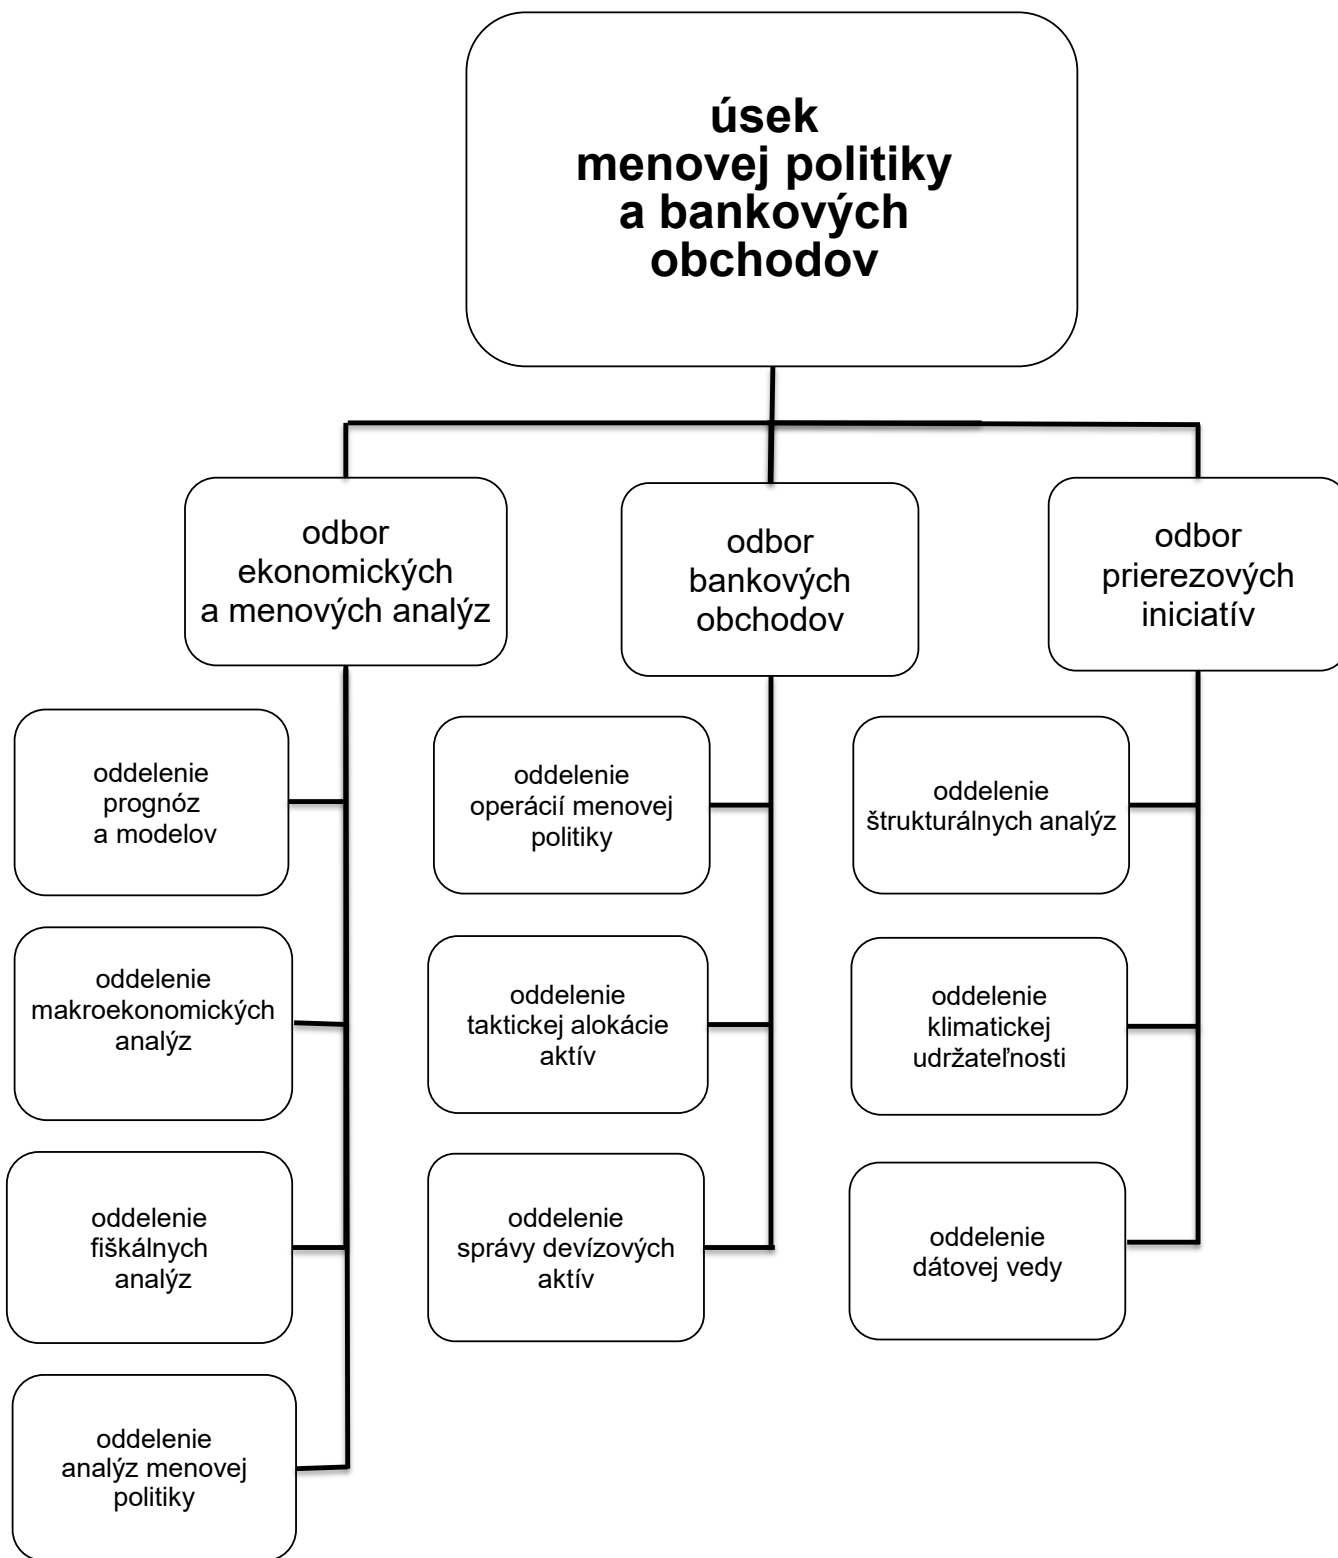 úsek
menovej politiky
a bankových
obchodov
odbor
ekonomických
a menových analýz
odbor
bankových
obchodov
odbor
prierezových
iniciatív
oddelenie
prognóz
a modelov
oddelenie
operácií menovej
politiky
oddelenie
štrukturálnych analýz
oddelenie
makroekonomických
analýz
oddelenie
taktickej alokácie
aktív
oddelenie
klimatickej
udržateľnosti
oddelenie
fiškálnych
analýz
oddelenie
správy devízových
aktív
oddelenie
dátovej vedy
oddelenie
analýz menovej
politiky